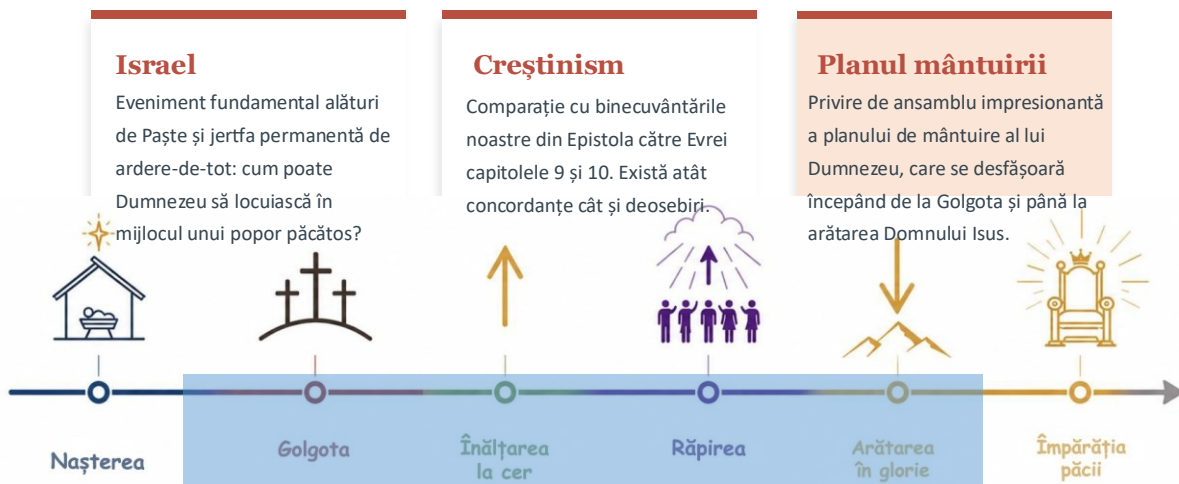 Israel
Eveniment fundamental alături
de Paște și jertfa permanentă de
ardere-de-tot: cum poate
Dumnezeu să locuiască în
mijlocul unui popor păcătos?
Creștinism
Comparație cu binecuvântările
noastre din Epistola către Evrei
capitolele 9 și 10. Există atât
concordanțe cât și deosebiri.
Planul mântuirii
Privire de ansamblu impresionantă
a planului de mântuire al lui
Dumnezeu, care se desfășoară
începând de la Golgota și până la
arătarea Domnului Isus.
Nașterea
Golgota
Înălțarea
la cer
Răpirea
Arătarea
în glorie
Împărăția
păcii